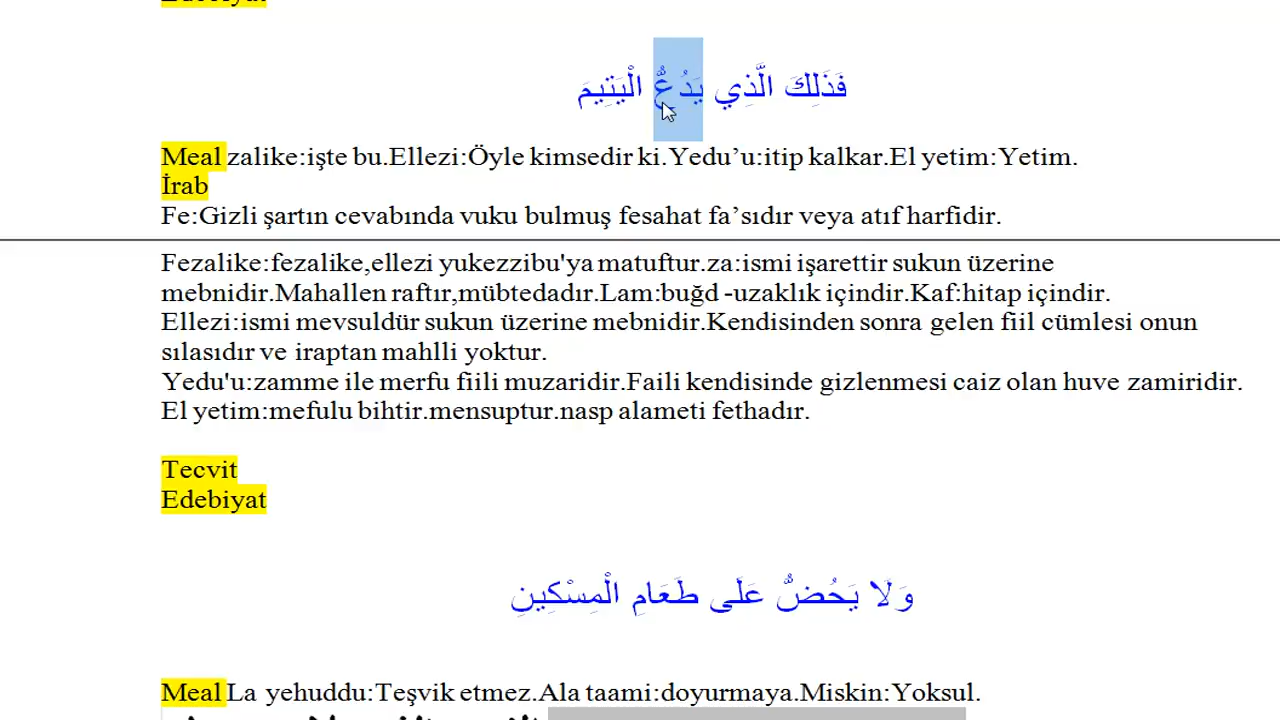 فَذَلِكَ الَّذِي يَدُعُّ الْيَتِيمَ
Meal zalike:işte bu.Ellezi:Öyle kimsedir ki.Yedu’u:itip kalkar.El yetim:Yetim.
İrab
Fe:Gizli şartın cevabında vuku bulmuş fesahat fa’sıdır veya atıf harfidir.
Fezalike:fezalike,ellezi yukezzibu'ya matuftur.za:ismi işarettir sukun üzerine
mebnidir.Mahallen raftır,mübtedadır.Lam:buğd -uzaklık içindir.Kaf:hitap içindir.
Ellezi:ismi mevsuldür sukun üzerine mebnidir.Kendisinden sonra gelen fiil cümlesi onun
sılasıdır ve iraptan mahlli yoktur.
Yedu'u:zamme ile merfu fiili muzaridir.Faili kendisinde gizlenmesi caiz olan huve zamiridir.
El yetim:mefulu bihtir.mensuptur.nasp alameti fethadır.
Tecvit
Edebiyat
وَلَا يَحُضُّ عَلَى طَعَامِ الْمِسْكِينِ
Meal La yehuddu:Teşvik etmez.Ala taami:doyurmaya.Miskin:Yoksul.